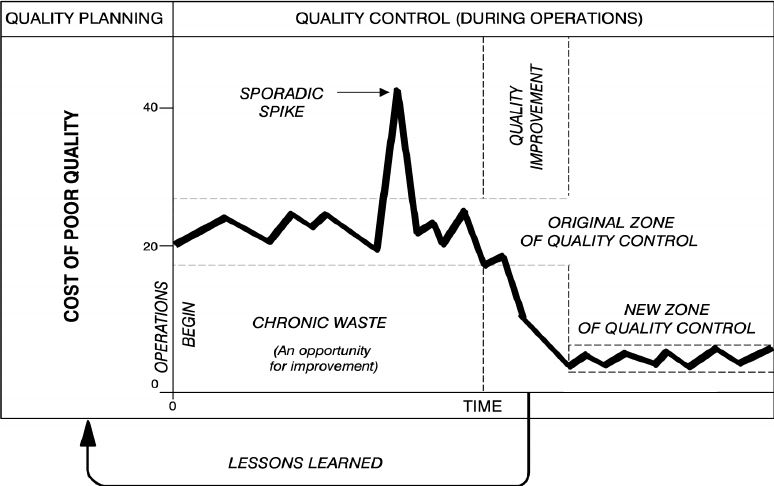 QUALITY PLANNING
QUALITY CONTROL (DURING OPERATIONS)
COST OF POOR QUALITY
40
20
0
0
OPERATIONS
BEGIN
SPORADIC
SPIKE
QUALITY
IMPROVEMENT
ORIGINAL ZONE
OF QUALITY CONTROL
CHRONIC WASTE
(An opportunity
for improvement)
NEW ZONE
OF QUALITY CONTROL
TIME
LESSONS LEARNED